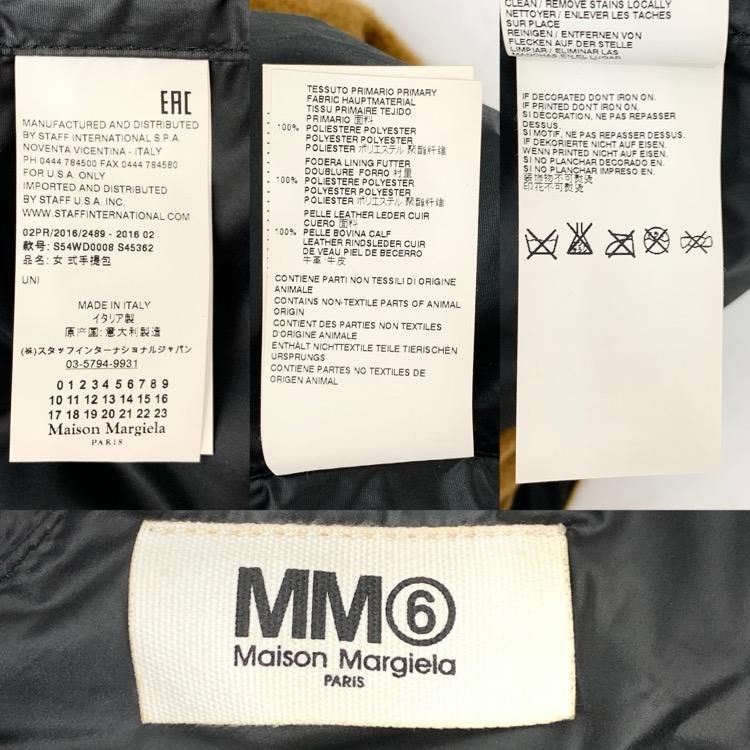 EAC
MANUFACTURED AND DISTRIBUTED
BY STAFF INTERNATIONAL S.P.A.
NOVENTA VICENTINA - ITALY
PH 0444 784500 FAX 0444 784580
FOR U.S.A. ONLY
IMPORTED AND DISTRIBUTED
BY STAFF U.S.A. INC.
WWW.STAFFINTERNATIONAL.COM
02PR/2016/2489 - 2016 02
款号: S54WD0008 S45362
品名: 女 式手提包
UNI
MADE IN ITALY
イタリア製
原产国: 意大利製造
(株)スタッフインターナショナルジャパン
03-5794-9931
0 1 2 3 4 5 6 7 8 9
10 11 12 13 14 15 16
17 18 19 20 21 22 23
Maison Margiela
PARIS
TESSUTO PRIMARIO PRIMARY
FABRIC HAUPTMATERIAL
TISSU PRIMAIRE TEJIDO
PRIMARIO 面料
100% POLIESTERE POLYESTER
POLYESTER POLYESTER
POLIESTER ポリエステル 聚酯纤维
FODERA LINING FUTTER
DOUBLURE FORRO 村里
100% POLIESTERE POLYESTER
POLYESTER POLYESTER
POLIESTER ポリエステル 聚酯纤维
PELLE LEATHER LEDER CUIR
CUERO 面料
100% PELLE BOVINA CALF
LEATHER RINDSLEDER CUIR
DE VEAU PIEL DE BECERRO
牛革 牛皮
CONTIENE PARTI NON TESSILI DI ORIGINE
ANIMALE
CONTAINS NON-TEXTILE PARTS OF ANIMAL
ORIGIN
CONTIENT DES PARTIES NON TEXTILES
D'ORIGINE ANIMALE
ENTHÄLT NICHTTEXTILE TEILE TIERISCHEN
URSPRUNGS
CONTIENE PARTES NO TEXTILES DE
ORIGEN ANIMAL
CLEAN / REMOVE STAINS LOCALLY
NETTOYER / ENLEVER LES TACHES
SUR PLACE
REINIGEN / ENTFERNEN VON
FLECKEN AUF DER STELLE
LIMPIAR / ELIMINAR LAS
MANCHAS EN EL LUGAR
IF DECORATED DON'T IRON ON.
IF PRINTED DON'T IRON ON.
SI DÉCORATION, NE PAS REPASSER
DESSUS.
SI MOTIF, NE PAS REPASSER DESSUS.
IF DEKORIERTE NICHT AUF EISEN.
WENN PRINTED NICHT AUF EISEN.
SI NO PLANCHAR DECORADO EN.
SI NO PLANCHAR IMPRESO EN.
装饰物不可熨烫
印花不可熨烫
MM⑥
Maison Margiela
PARIS